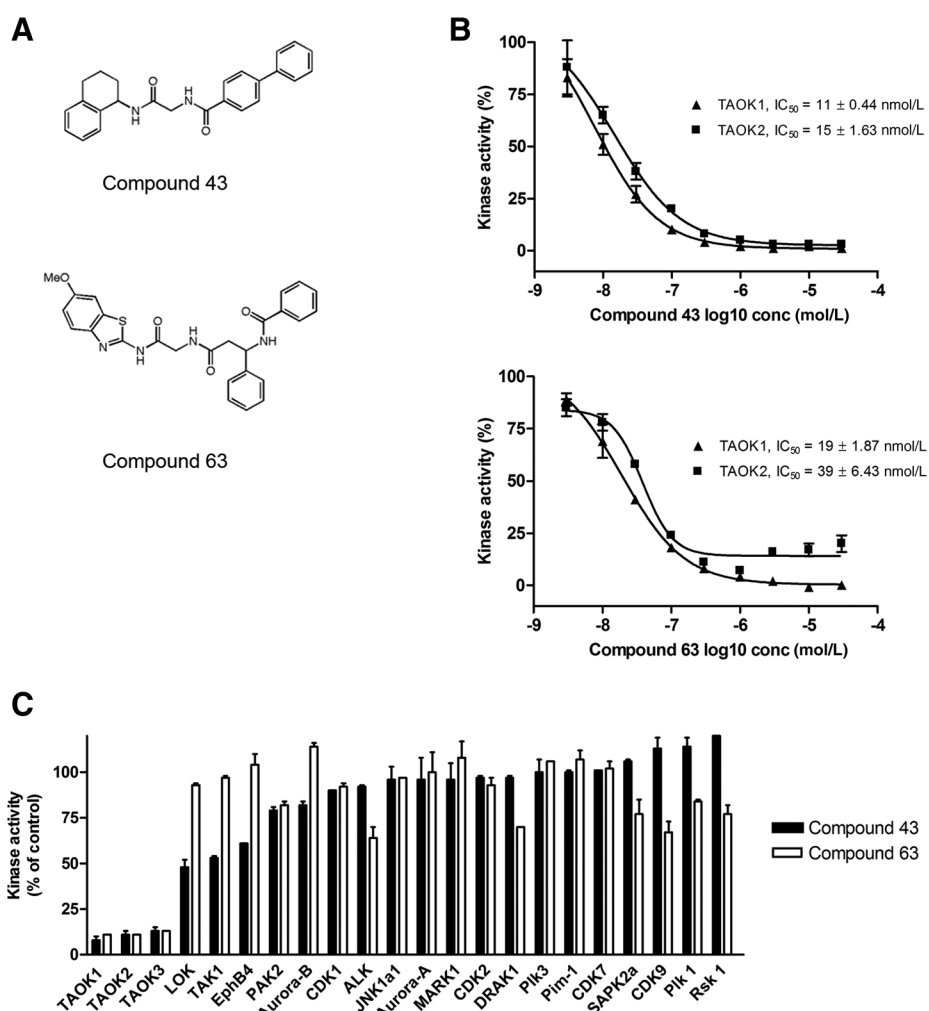 A
O
N
H
H
N
O
Compound 43
MeO
S
N
N
H
O
H
N
O
O
NH
Compound 63
B
100
75
50
25
0
Kinase activity (%)
TAOK1, IC50 = 11 ± 0.44 nmol/L
TAOK2, IC50 = 15 ± 1.63 nmol/L
-9 -8 -7 -6 -5 -4
Compound 43 log10 conc (mol/L)
100
75
50
25
0
Kinase activity (%)
TAOK1, IC50 = 19 ± 1.87 nmol/L
TAOK2, IC50 = 39 ± 6.43 nmol/L
-9 -8 -7 -6 -5 -4
Compound 63 log10 conc (mol/L)
C
Kinase activity
(% of control)
100
75
50
25
0
Compound 43
Compound 63
TAOK1
TAOK2
TAOK3
LOK
TAK1
EphB4
PAK2
Aurora-B
CDK1
ALK
JNK1a1
Aurora-A
MARK1
CDK2
DRAK1
Plk3
Pim-1
CDK7
SAPK2a
CDK9
Plk 1
Rsk 1